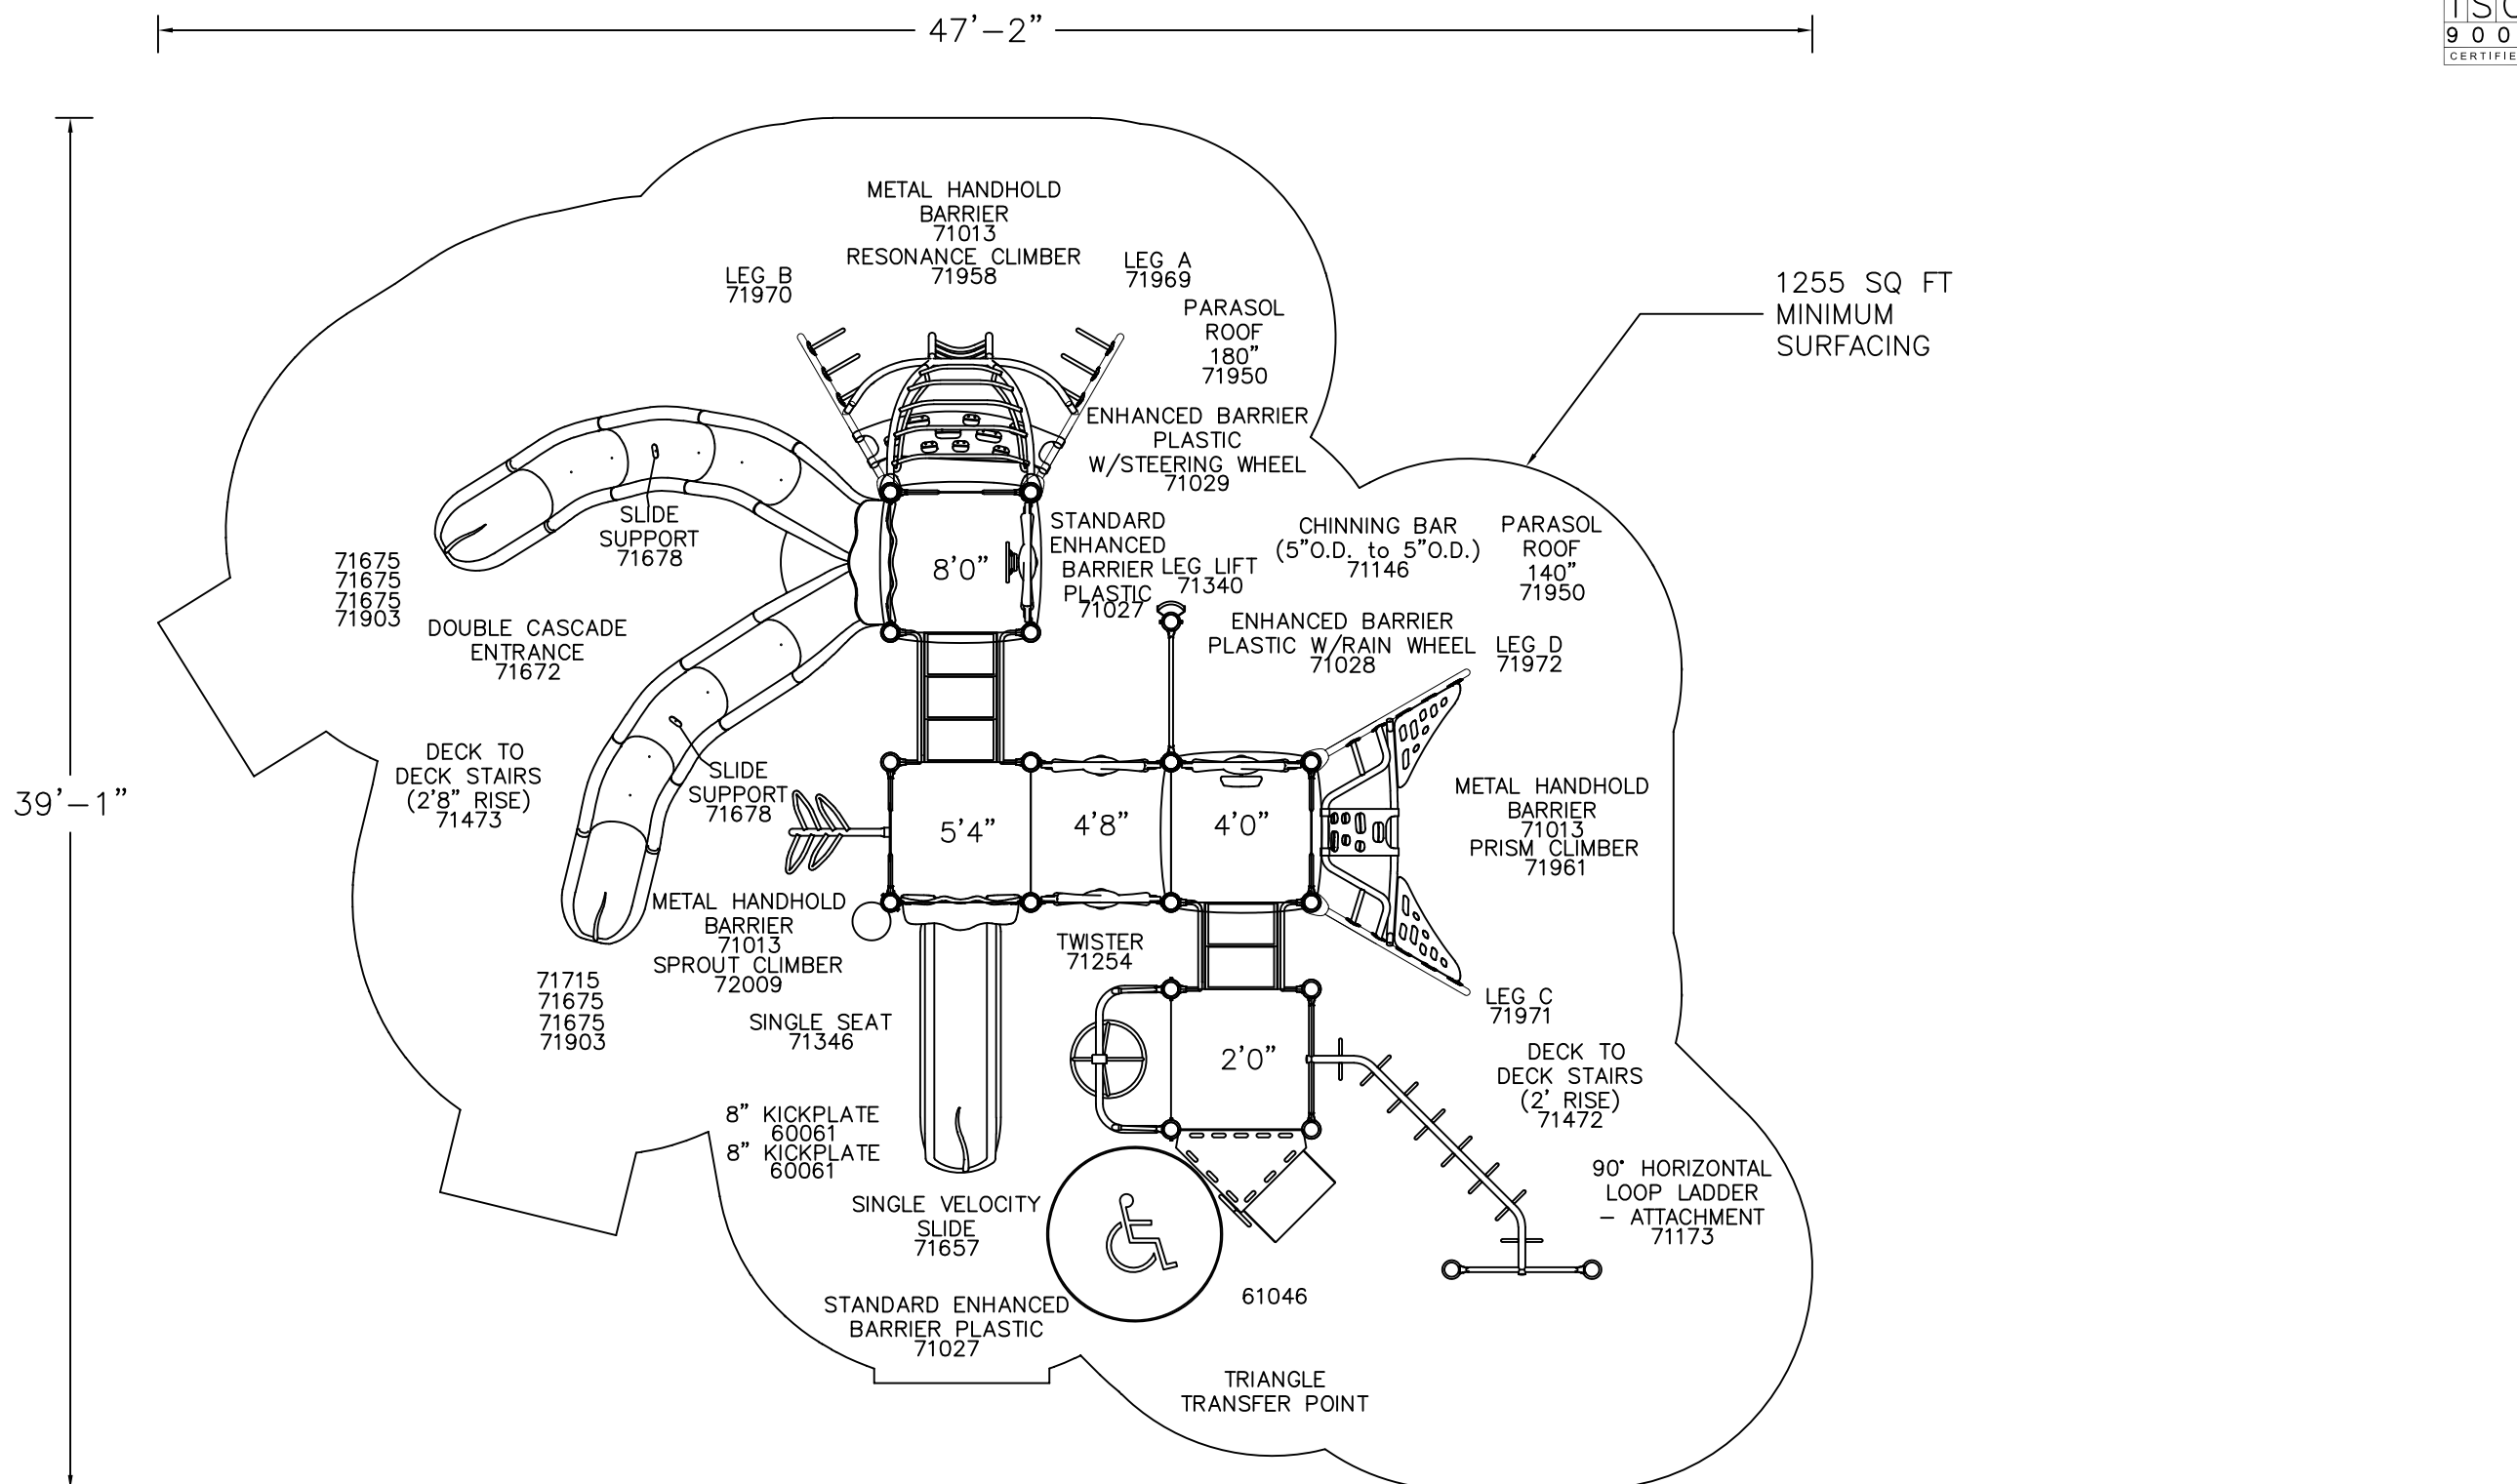 47'-2"
ISO
900
CERTIFIE
METAL HANDHOLD
BARRIER
71013
RESONANCE CLIMBER
71958
LEG B
71970
LEG A
71969
PARASOL
ROOF
180"
71950
1255 SQ FT
MINIMUM
SURFACING
ENHANCED BARRIER
PLASTIC
W/STEERING WHEEL
71029
SLIDE
SUPPORT
71678
8'0"
STANDARD
ENHANCED
BARRIER
PLASTIC
71027
LEG LIFT
71340
CHINNING BAR
(5"O.D. to 5"O.D.)
71146
PARASOL
ROOF
140"
71950
71675
71675
71675
71903
DOUBLE CASCADE
ENTRANCE
71672
ENHANCED BARRIER
PLASTIC W/RAIN WHEEL
71028
LEG D
71972
DECK TO
DECK STAIRS
(2'8" RISE)
71473
39'-1"
SLIDE
SUPPORT
71678
5'4"
4'8"
4'0"
METAL HANDHOLD
BARRIER
71013
PRISM CLIMBER
71961
METAL HANDHOLD
BARRIER
71013
SPROUT CLIMBER
72009
TWISTER
71254
71715
71675
71675
71903
LEG C
71971
SINGLE SEAT
71346
2'0"
DECK TO
DECK STAIRS
(2' RISE)
71472
8" KICKPLATE
60061
8" KICKPLATE
60061
90° HORIZONTAL
LOOP LADDER
- ATTACHMENT
71173
SINGLE VELOCITY
SLIDE
71657
61046
STANDARD ENHANCED
BARRIER PLASTIC
71027
TRIANGLE
TRANSFER POINT